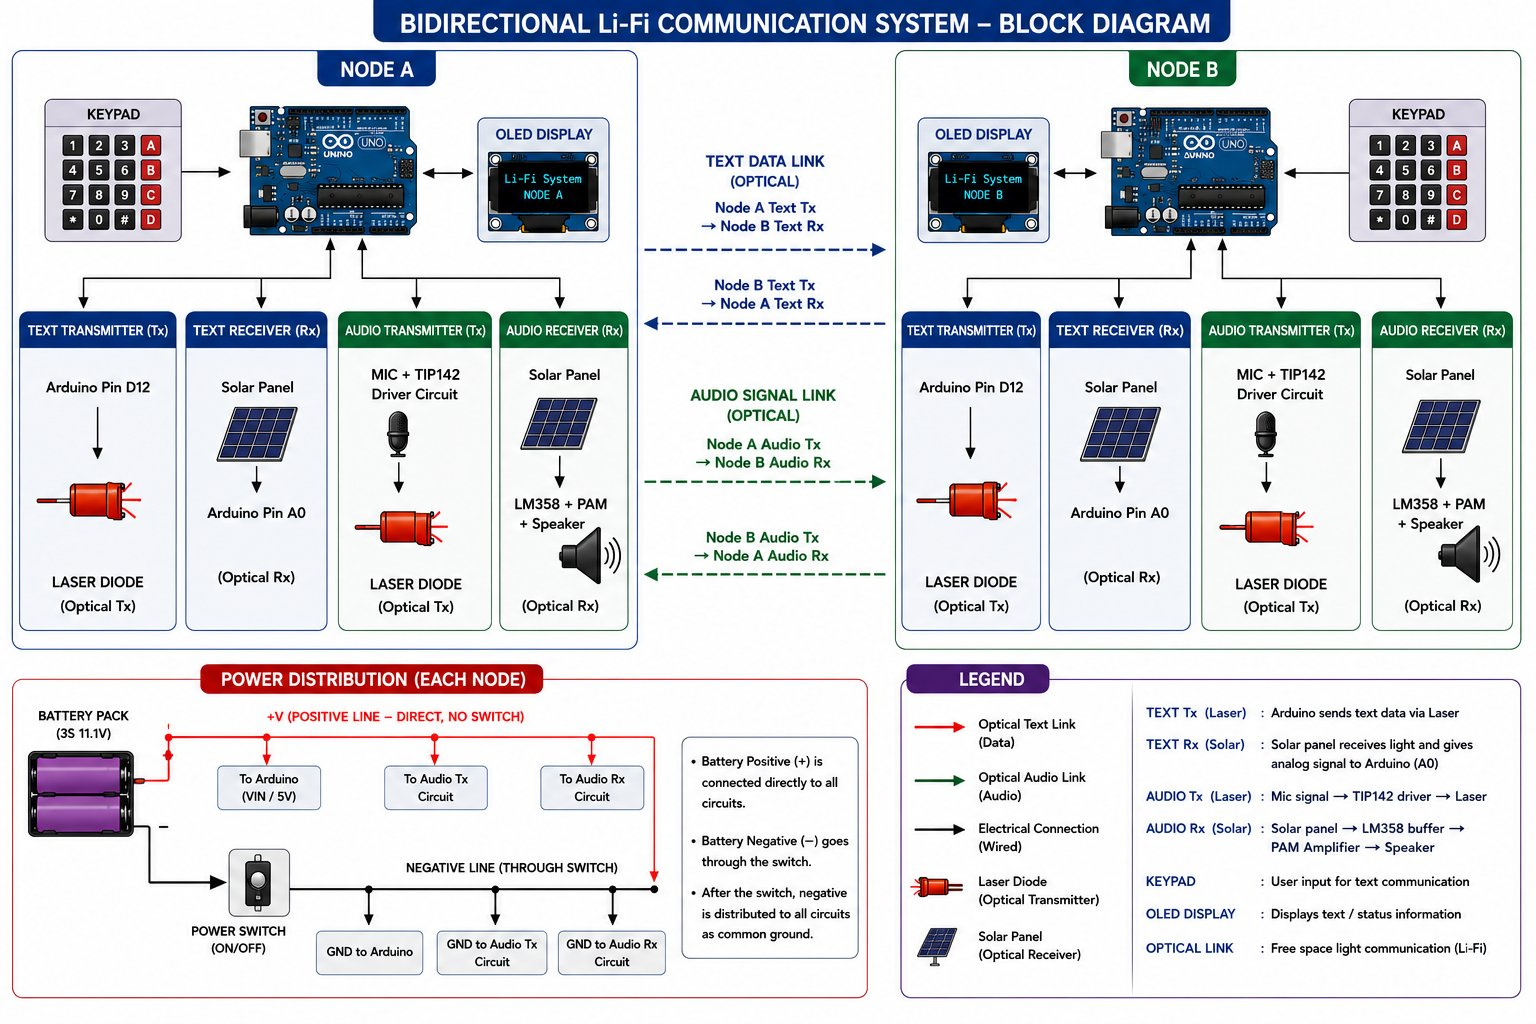 BIDIRECTIONAL Li-Fi COMMUNICATION SYSTEM – BLOCK DIAGRAM
NODE A
KEYPAD
1 2 3 A
4 5 6 B
7 8 9 C
* 0 # D
UNO
OLED DISPLAY
Li-Fi System
NODE A
TEXT TRANSMITTER (Tx)
Arduino Pin D12
LASER DIODE
(Optical Tx)
TEXT RECEIVER (Rx)
Solar Panel
Arduino Pin A0
(Optical Rx)
AUDIO TRANSMITTER (Tx)
MIC + TIP142
Driver Circuit
LASER DIODE
(Optical Tx)
AUDIO RECEIVER (Rx)
Solar Panel
LM358 + PAM
+ Speaker
(Optical Rx)
TEXT DATA LINK
(OPTICAL)
Node A Text Tx
→ Node B Text Rx
Node B Text Tx
→ Node A Text Rx
AUDIO SIGNAL LINK
(OPTICAL)
Node A Audio Tx
→ Node B Audio Rx
Node B Audio Tx
→ Node A Audio Rx
NODE B
OLED DISPLAY
Li-Fi System
NODE B
UNO
KEYPAD
1 2 3 A
4 5 6 B
7 8 9 C
* 0 # D
TEXT TRANSMITTER (Tx)
Arduino Pin D12
LASER DIODE
(Optical Tx)
TEXT RECEIVER (Rx)
Solar Panel
Arduino Pin A0
(Optical Rx)
AUDIO TRANSMITTER (Tx)
MIC + TIP142
Driver Circuit
LASER DIODE
(Optical Tx)
AUDIO RECEIVER (Rx)
Solar Panel
LM358 + PAM
+ Speaker
(Optical Rx)
POWER DISTRIBUTION (EACH NODE)
BATTERY PACK
(3S 11.1V)
+V (POSITIVE LINE – DIRECT, NO SWITCH)
To Arduino
(VIN / 5V)
To Audio Tx
Circuit
To Audio Rx
Circuit
–
POWER SWITCH
(ON/OFF)
NEGATIVE LINE (THROUGH SWITCH)
GND to Arduino
GND to Audio Tx
Circuit
GND to Audio Rx
Circuit
• Battery Positive (+) is
connected directly to all
circuits.
• Battery Negative (–) goes
through the switch.
• After the switch, negative
is distributed to all circuits
as common ground.
LEGEND
Optical Text Link
(Data)
Optical Audio Link
(Audio)
Electrical Connection
(Wired)
Laser Diode
(Optical Transmitter)
Solar Panel
(Optical Receiver)
TEXT Tx (Laser) : Arduino sends text data via Laser
TEXT Rx (Solar) : Solar panel receives light and gives
analog signal to Arduino (A0)
AUDIO Tx (Laser) : Mic signal → TIP142 driver → Laser
AUDIO Rx (Solar) : Solar panel → LM358 buffer →
PAM Amplifier → Speaker
KEYPAD : User input for text communication
OLED DISPLAY : Displays text / status information
OPTICAL LINK : Free space light communication (Li-Fi)